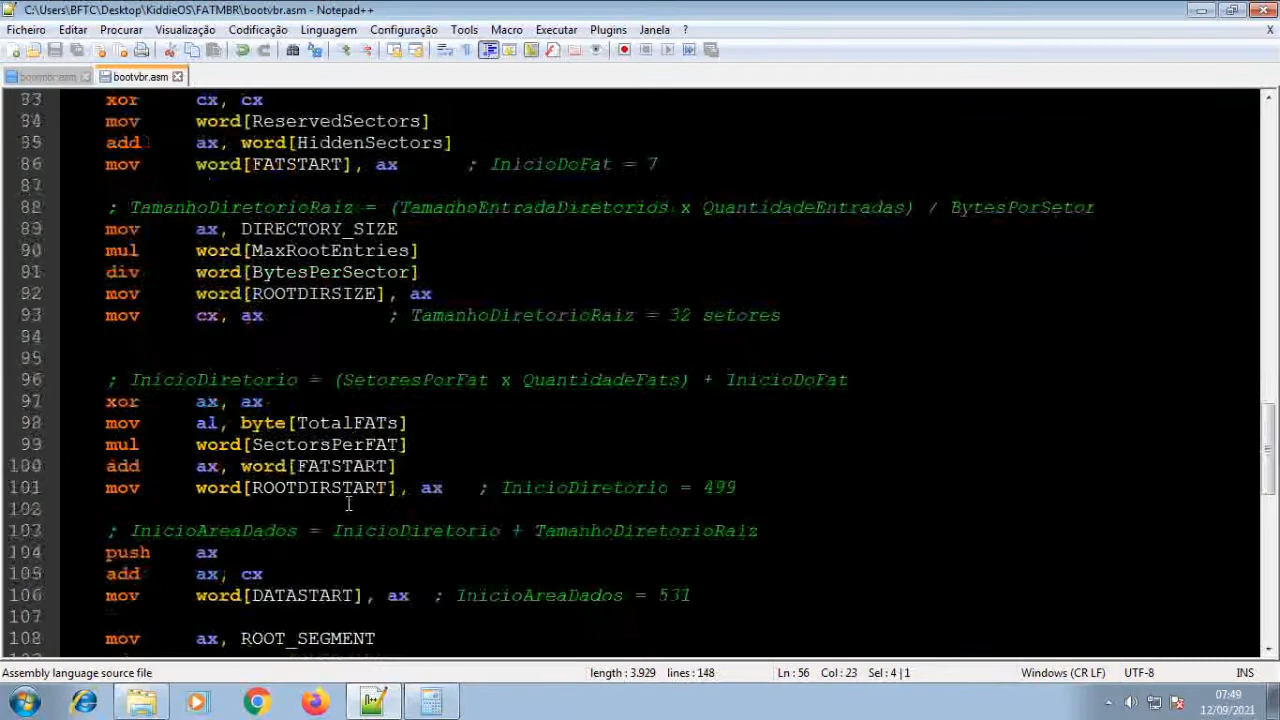 C:\Users\BFTC\Desktop\KiddieOS\FATMBR\bootvbr.asm - Notepad++
Ficheiro Editar Procurar Visualização Codificação Linguagem Configuração Tools Macro Executar Plugins Janela ? X
bootmbr.asm bootvbr.asm
83 xor cx, cx
84 mov word[ReservedSectors]
85 add ax, word[HiddenSectors]
86 mov word[FATSTART], ax ; InicioDoFat = 7
87
88 ; TamanhoDiretorioRaiz = (TamanhoEntradaDiretorios x QuantidadeEntradas) / BytesPorSetor
89 mov ax, DIRECTORY_SIZE
90 mul word[MaxRootEntries]
91 div word[BytesPerSector]
92 mov word[ROOTDIRSIZE], ax
93 mov cx, ax ; TamanhoDiretorioRaiz = 32 setores
94
95
96 ; InicioDiretorio = (SetoresPorFat x QuantidadeFats) + InicioDoFat
97 xor ax, ax
98 mov al, byte[TotalFATs]
99 mul word[SectorsPerFAT]
100 add ax, word[FATSTART]
101 mov word[ROOTDIRSTART], ax ; InicioDiretorio = 499
102
103 ; InicioAreaDados = InicioDiretorio + TamanhoDiretorioRaiz
104 push ax
105 add ax, cx
106 mov word[DATASTART], ax ; InicioAreaDados = 531
107
108 mov ax, ROOT_SEGMENT
Assembly language source file length : 3.929 lines : 148 Ln : 56 Col : 23 Sel : 4 | 1 Windows (CR LF) UTF-8 INS
07:49
12/09/2021